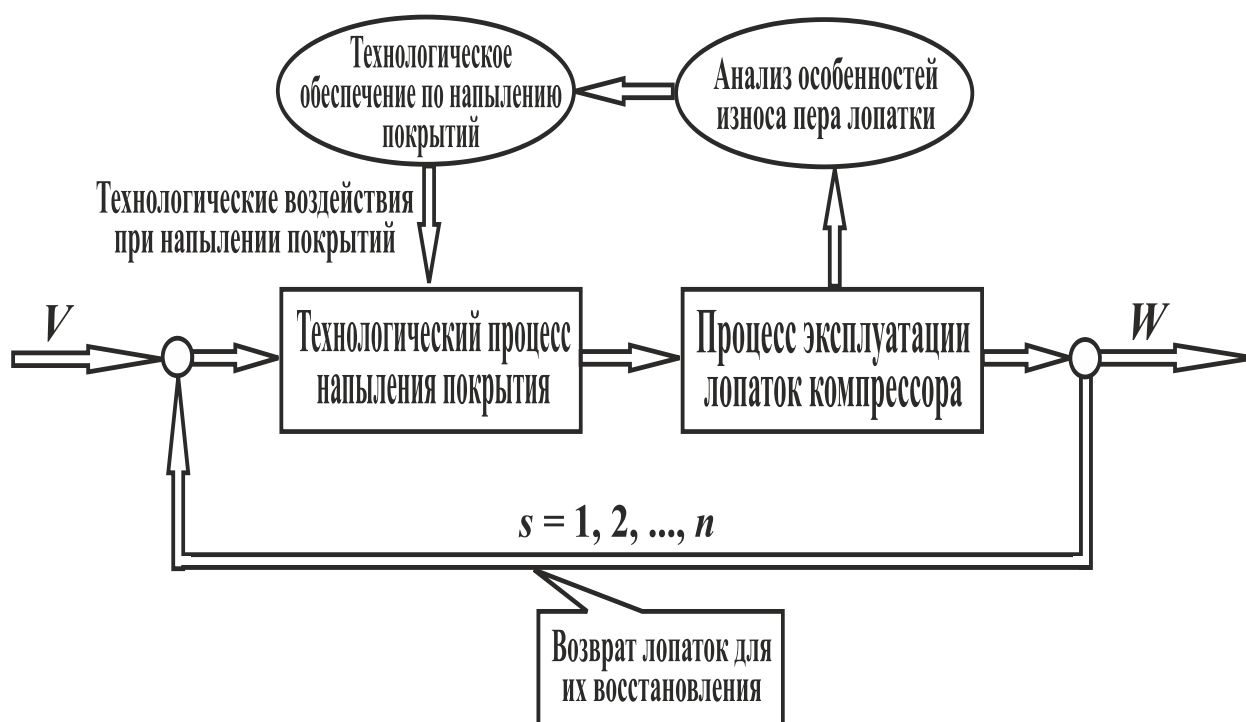 Технологическое
обеспечение по напылению
покрытий
Анализ особенностей
износа пера лопатки
Технологические воздействия
при напылении покрытий
V
Технологический процесс
напыления покрытия
Процесс эксплуатации
лопаток компрессора
W
s = 1, 2, ..., n
Возврат лопаток для
их восстановления